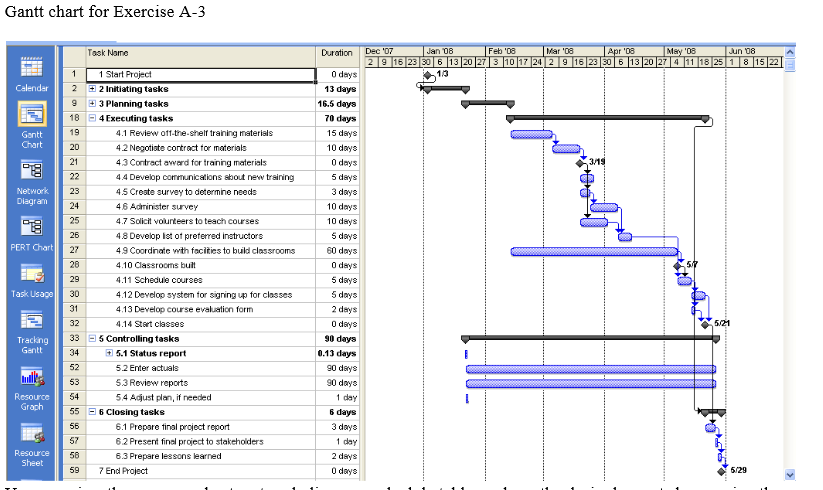 Gantt chart for Exercise A-3
Task Name Duration Dec '07 Jan '08 Feb '08 Mar '08 Apr '08 May '08 Jun '08
2 9 16 23 30 6 13 20 27 3 10 17 24 2 9 16 23 30 6 13 20 27 4 11 18 25 1 8 15 22
1 1 Start Project 0 days 1/3
2 2 Initiating tasks 13 days
9 3 Planning tasks 16.5 days
18 4 Executing tasks 70 days
19 4.1 Review off-the-shelf training materials 15 days
20 4.2 Negotiate contract for materials 10 days
21 4.3 Contract award for training materials 0 days 3/19
22 4.4 Develop communications about new training 5 days
23 4.5 Create survey to determine needs 3 days
24 4.6 Administer survey 10 days
25 4.7 Solicit volunteers to teach courses 10 days
26 4.8 Develop list of preferred instructors 5 days
27 4.9 Coordinate with facilities to build classrooms 60 days
28 4.10 Classrooms built 0 days 5/7
29 4.11 Schedule courses 5 days
30 4.12 Develop system for signing up for classes 5 days
31 4.13 Develop course evaluation form 2 days
32 4.14 Start classes 0 days 5/21
33 5 Controlling tasks 90 days
34 5.1 Status report 0.13 days
52 5.2 Enter actuals 90 days
53 5.3 Review reports 90 days
54 5.4 Adjust plan, if needed 1 day
55 6 Closing tasks 6 days
56 6.1 Prepare final project report 3 days
57 6.2 Present final project to stakeholders 1 day
58 6.3 Prepare lessons learned 2 days
59 7 End Project 0 days 5/29
Calendar
Gantt
Chart
Network
Diagram
PERT Chart
Task Usage
Tracking
Gantt
Resource
Graph
Resource
Sheet